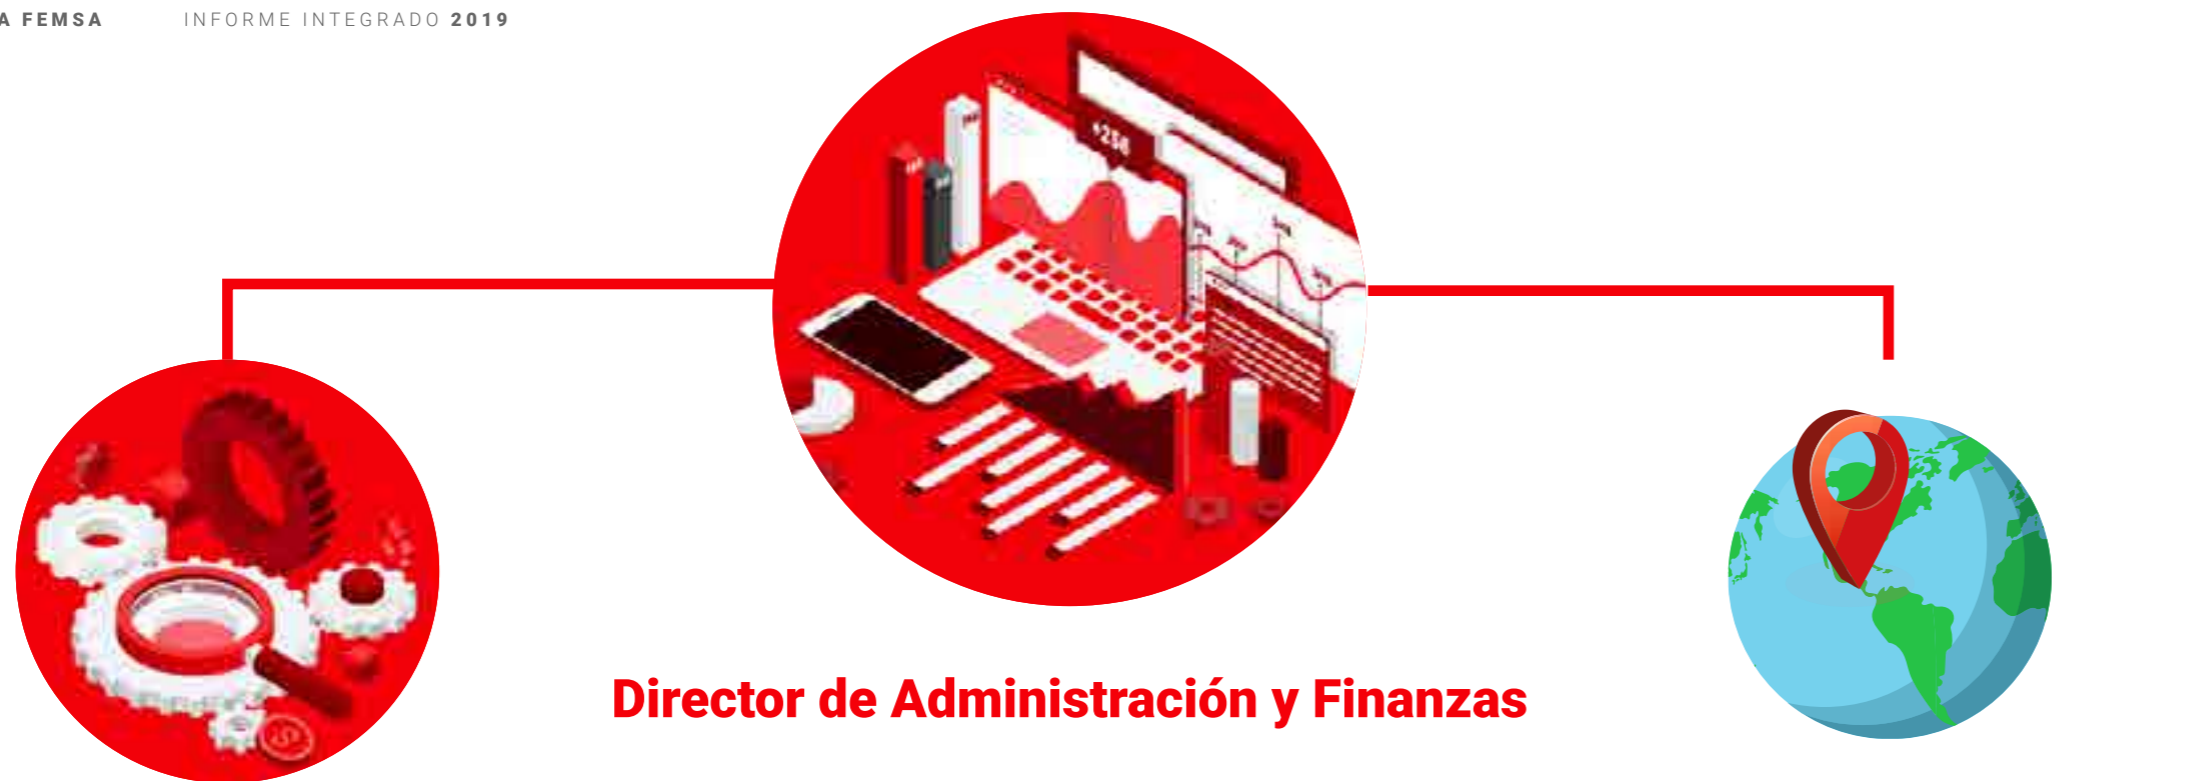 A FEMSA INFORME INTEGRADO 2019
Director de Administración y Finanzas